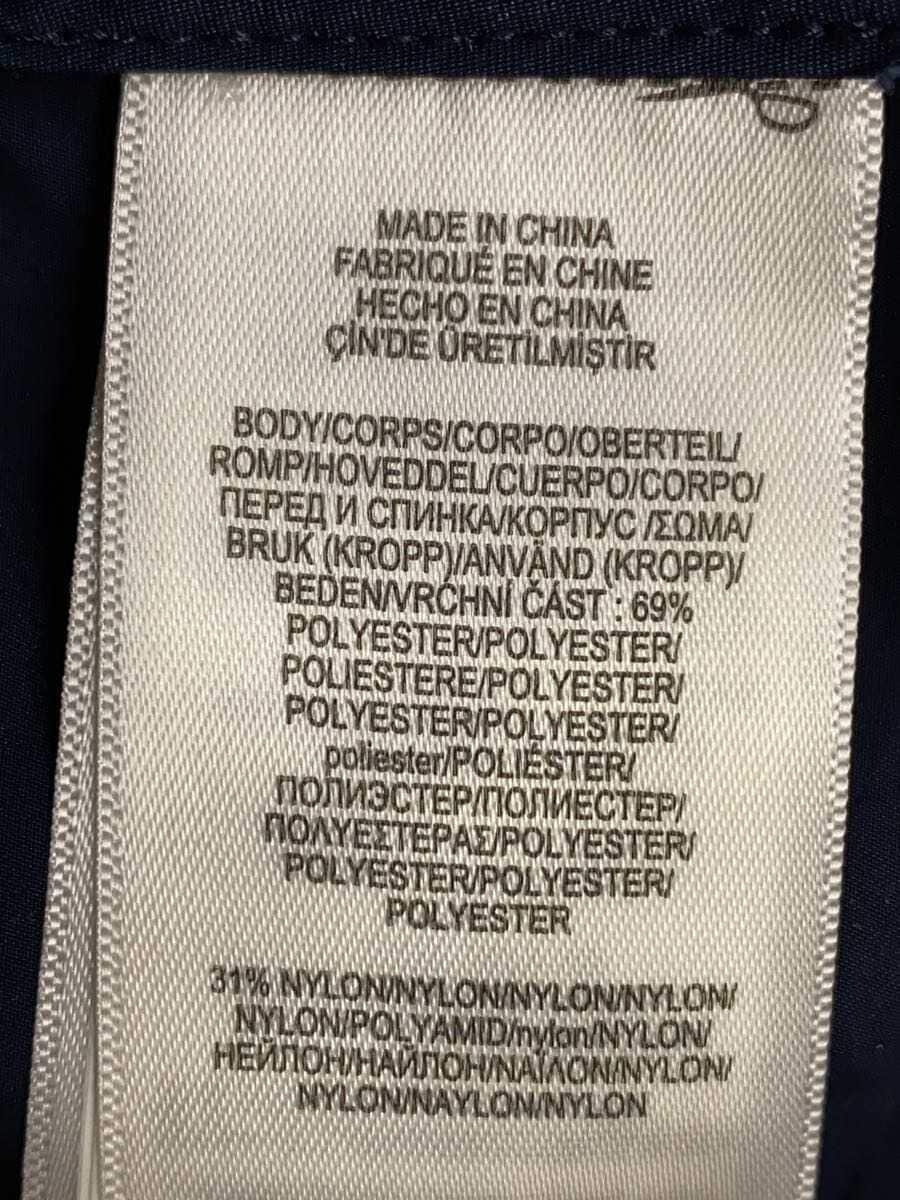 MADE IN CHINA
FABRIQUÉ EN CHINE
HECHO EN CHINA
ÇİN'DE ÜRETİLMİŞTİR
BODY/CORPS/CORPO/OBERTEIL/
ROMP/HOVEDDEL/CUERPO/CORPO/
ПЕРЕД И СПИНКА/КОРПУС /ΣΩΜΑ/
BRUK (KROPP)/ANVÄND (KROPP)/
BEDEN/VRCHNÍ ČÁST : 69%
POLYESTER/POLYESTER/
POLIESTERE/POLYESTER/
POLYESTER/POLYESTER/
poliester/POLIÉSTER/
ПОЛИЭСТЕР/ПОЛИЕСТЕР/
ΠΟΛΥΕΣΤΕΡΑΣ/POLYESTER/
POLYESTER/POLYESTER/
POLYESTER
31% NYLON/NYLON/NYLON/NYLON/
NYLON/POLYAMID/nylon/NYLON/
НЕЙЛОН/НАЙЛОН/ΝΑΪΛΟΝ/NYLON/
NYLON/NAYLON/NYLON